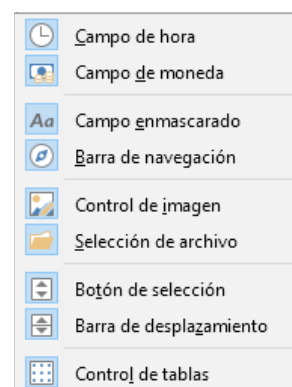 Campo de hora
Campo de moneda
Aa Campo enmascarado
Barra de navegación
Control de imagen
Selección de archivo
Botón de selección
Barra de desplazamiento
Control de tablas